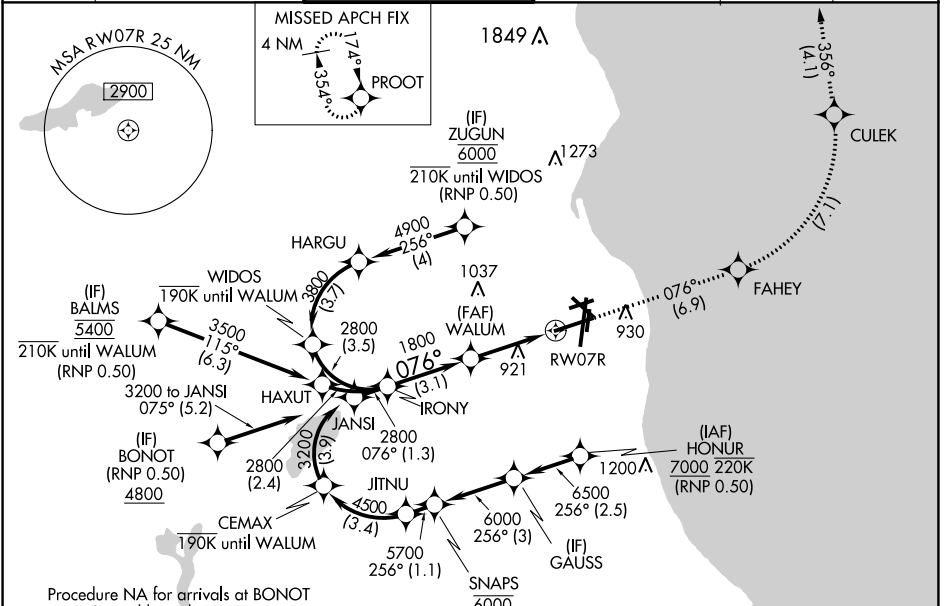 MSA RW07R 25 NM
2900
MISSED APCH FIX
4 NM
174°
354°
PROOT
1849
356°
(4.1)
CULEK
(1.7)
(IF)
ZUGUN
6000
210K until WIDOS
(RNP 0.50)
1273
4900
256°
(4)
HARGU
3800
(3.7)
WIDOS
190K until WALUM
1037
(FAF)
WALUM
FAHEY
076°
(6.9)
930
RW07R
921
(IF)
BALMS
5400
210K until WALUM
(RNP 0.50)
3500
115°
(6.3)
2800
(3.5)
1800
076°
(3.1)
HAXUT
IRONY
JANSI
3200 to JANSI
075° (5.2)
2800
076° (1.3)
(IF)
BONOT
(RNP 0.50)
4800
2800
(2.4)
3200
(3.9)
JITNU
4500
(3.4)
CEMAX
190K until WALUM
5700
256° (1.1)
6000
256° (3)
6500
256° (2.5)
1200
(IAF)
HONUR
7000 220K
(RNP 0.50)
(IF)
GAUSS
SNAPS
6000
Procedure NA for arrivals at BONOT